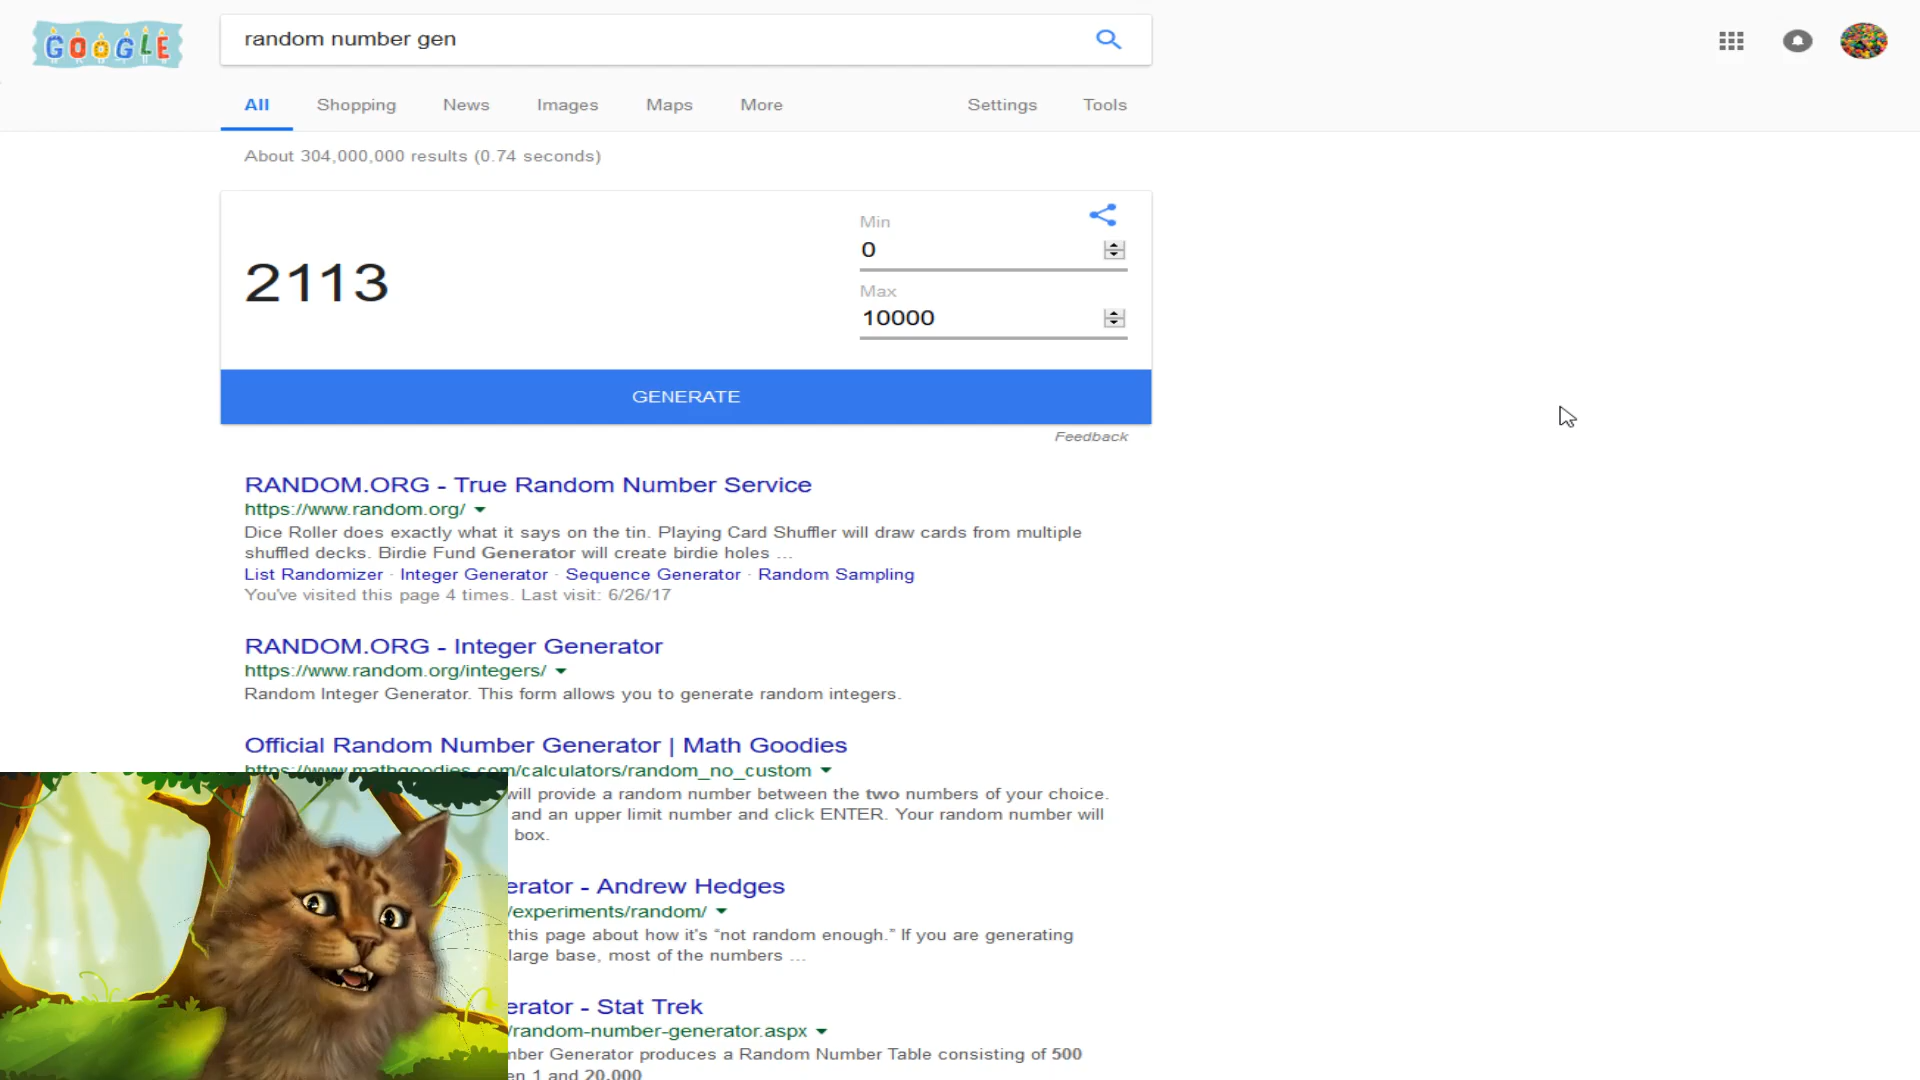 GOOGLE
random number gen
All Shopping News Images Maps More Settings Tools
About 304,000,000 results (0.74 seconds)
2113
Min
0
Max
10000
GENERATE
Feedback
RANDOM.ORG - True Random Number Service
https://www.random.org/
Dice Roller does exactly what it says on the tin. Playing Card Shuffler will draw cards from multiple
shuffled decks. Birdie Fund Generator will create birdie holes ...
List Randomizer · Integer Generator · Sequence Generator · Random Sampling
You've visited this page 4 times. Last visit: 6/26/17
RANDOM.ORG - Integer Generator
https://www.random.org/integers/
Random Integer Generator. This form allows you to generate random integers.
Official Random Number Generator | Math Goodies
https://www.mathgoodies.com/calculators/random_no_custom
will provide a random number between the two numbers of your choice.
and an upper limit number and click ENTER. Your random number will
box.
erator - Andrew Hedges
/experiments/random/
this page about how it's “not random enough.” If you are generating
large base, most of the numbers ...
erator - Stat Trek
/random-number-generator.aspx
nber Generator produces a Random Number Table consisting of 500
en 1 and 20,000